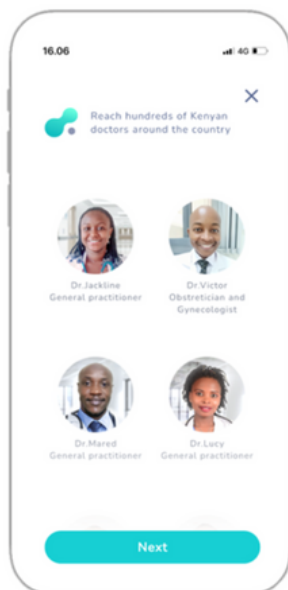 16.06
4G
Reach hundreds of Kenyan
doctors around the country
Dr.Jackline
General practitioner
Dr.Victor
Obstretician and
Gynecologist
Dr.Mared
General practitioner
Dr.Lucy
General practitioner
Next